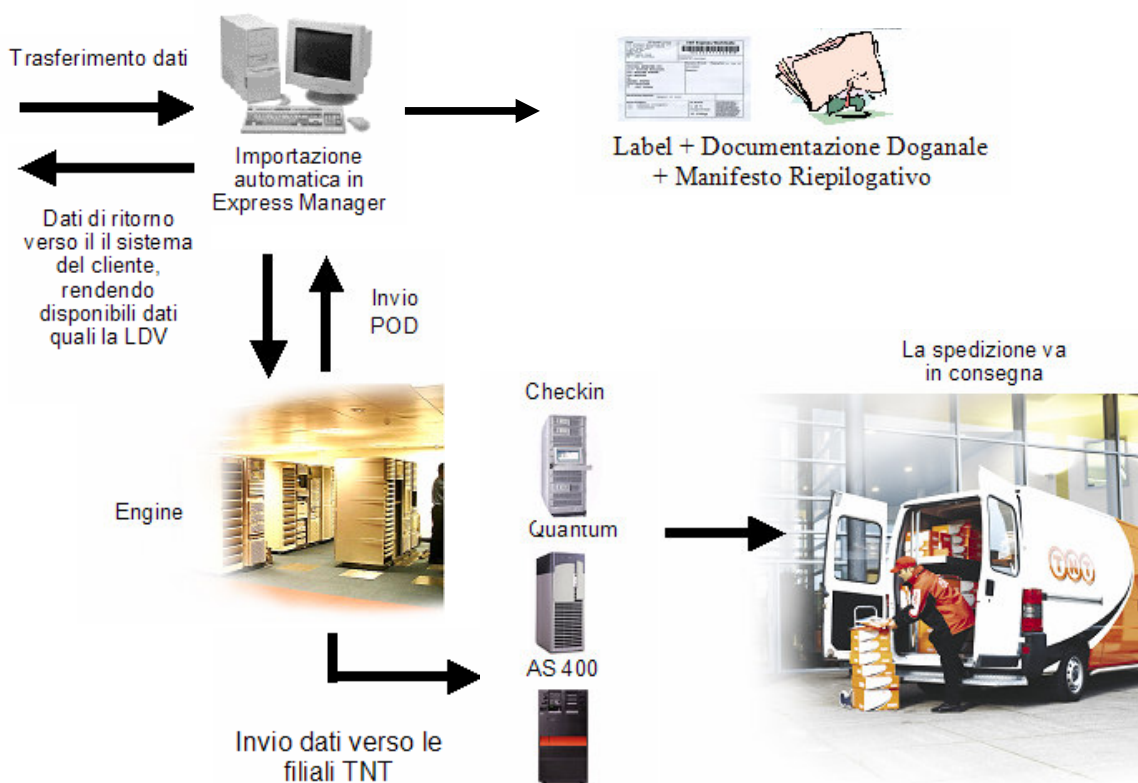 Trasferimento dati
Importazione
automatica in
Express Manager
Label + Documentazione Doganale
+ Manifesto Riepilogativo
Dati di ritorno
verso il il sistema
del cliente,
rendendo
disponibili dati
quali la LDV
Invio
POD
Engine
Checkin
Quantum
AS 400
Invio dati verso le
filiali TNT
La spedizione va
in consegna
TNT